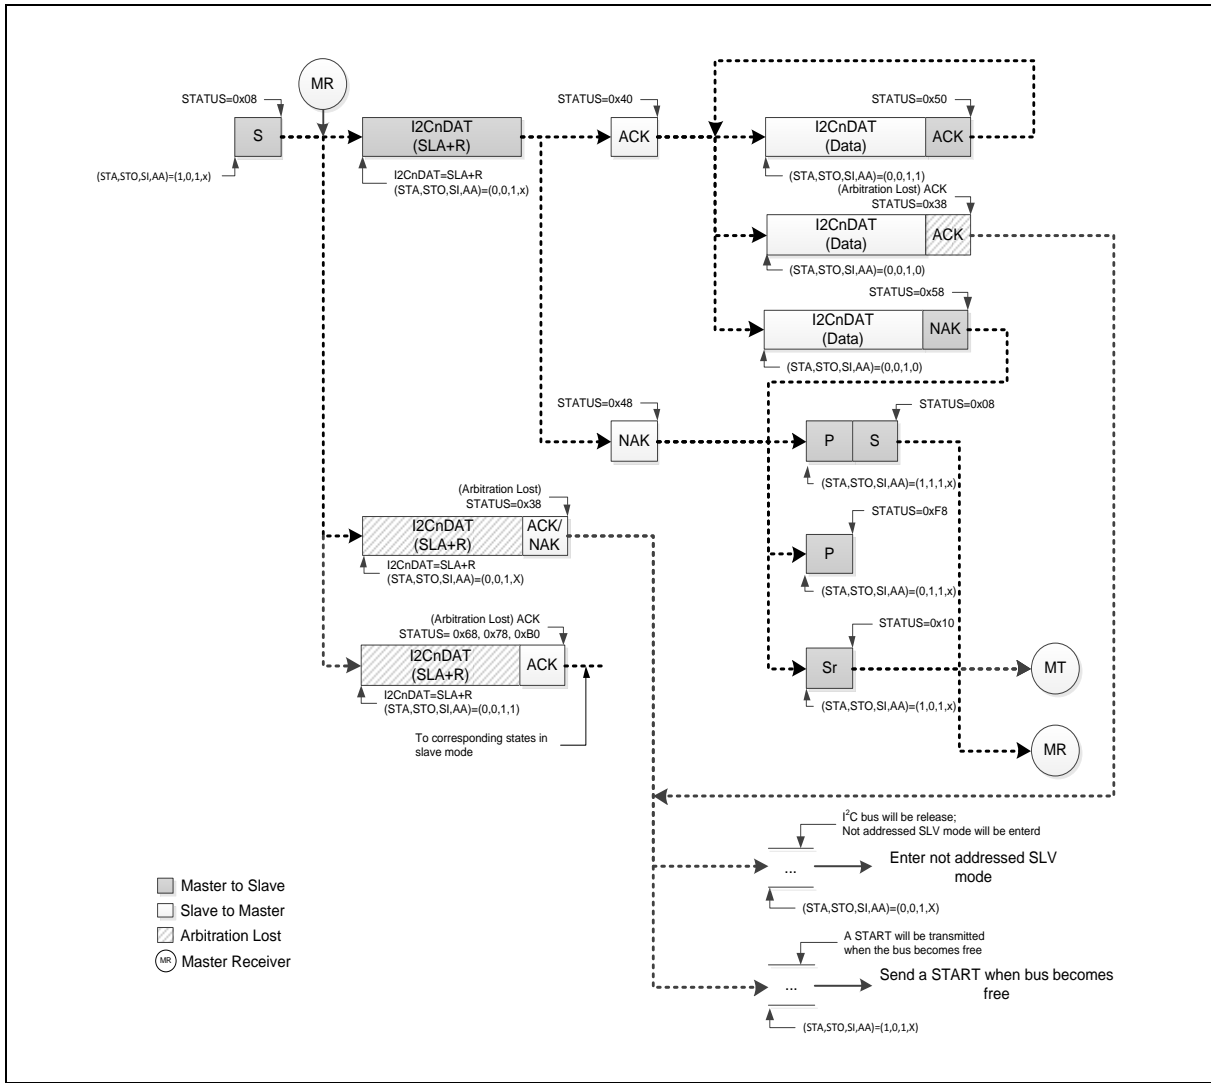 MR
STATUS=0x08
STATUS=0x40
STATUS=0x50
S
I2CnDAT
(SLA+R)
ACK
I2CnDAT
(Data)
ACK
(STA,STO,SI,AA)=(1,0,1,x)
I2CnDAT=SLA+R
(STA,STO,SI,AA)=(0,0,1,x)
(STA,STO,SI,AA)=(0,0,1,1)
(Arbitration Lost) ACK
STATUS=0x38
I2CnDAT
(Data)
ACK
(STA,STO,SI,AA)=(0,0,1,0)
STATUS=0x58
I2CnDAT
(Data)
NAK
(STA,STO,SI,AA)=(0,0,1,0)
STATUS=0x48
STATUS=0x08
NAK
P
S
(STA,STO,SI,AA)=(1,1,1,x)
(Arbitration Lost)
STATUS=0x38
I2CnDAT
(SLA+R)
ACK/
NAK
I2CnDAT=SLA+R
(STA,STO,SI,AA)=(0,0,1,X)
STATUS=0xF8
P
(STA,STO,SI,AA)=(0,1,1,x)
(Arbitration Lost) ACK
STATUS= 0x68, 0x78, 0xB0
I2CnDAT
(SLA+R)
ACK
I2CnDAT=SLA+R
(STA,STO,SI,AA)=(0,0,1,1)
To corresponding states in
slave mode
STATUS=0x10
Sr
MT
(STA,STO,SI,AA)=(1,0,1,x)
MR
I2C bus will be release;
Not addressed SLV mode will be enterd
...
Enter not addressed SLV
mode
(STA,STO,SI,AA)=(0,0,1,X)
A START will be transmitted
when the bus becomes free
...
Send a START when bus becomes
free
(STA,STO,SI,AA)=(1,0,1,X)
Master to Slave
Slave to Master
Arbitration Lost
MR
Master Receiver